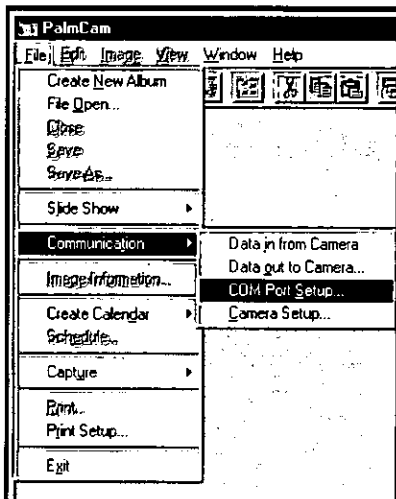 PalmCam
File Edit Image View Window Help
Create New Album
File Open...
Close
Save
Save As...
Slide Show
Communication
Data in from Camera
Data out to Camera...
Image Information...
COM Port Setup...
Create Calendar
Camera Setup...
Schedule...
Capture
Print...
Print Setup...
Exit